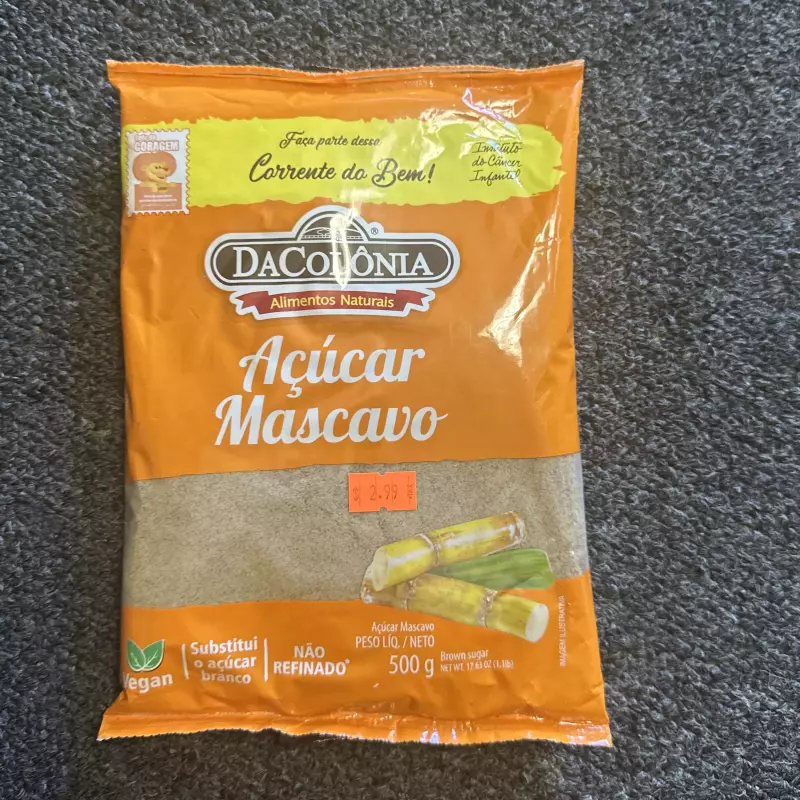 CORAGEM
Faça parte dessa
Corrente do Bem!
Instituto
do Câncer
Infantil
DACOLÔNIA®
Alimentos Naturais
Açúcar
Mascavo
$ 2.99
Açúcar Mascavo
PESO LÍQ. / NETO
500 g
Brown sugar
NET WT. 17.63 OZ (1.1lb)
Vegan
Substitui
o açúcar
branco
NÃO
REFINADO*
IMAGEM ILUSTRATIVA